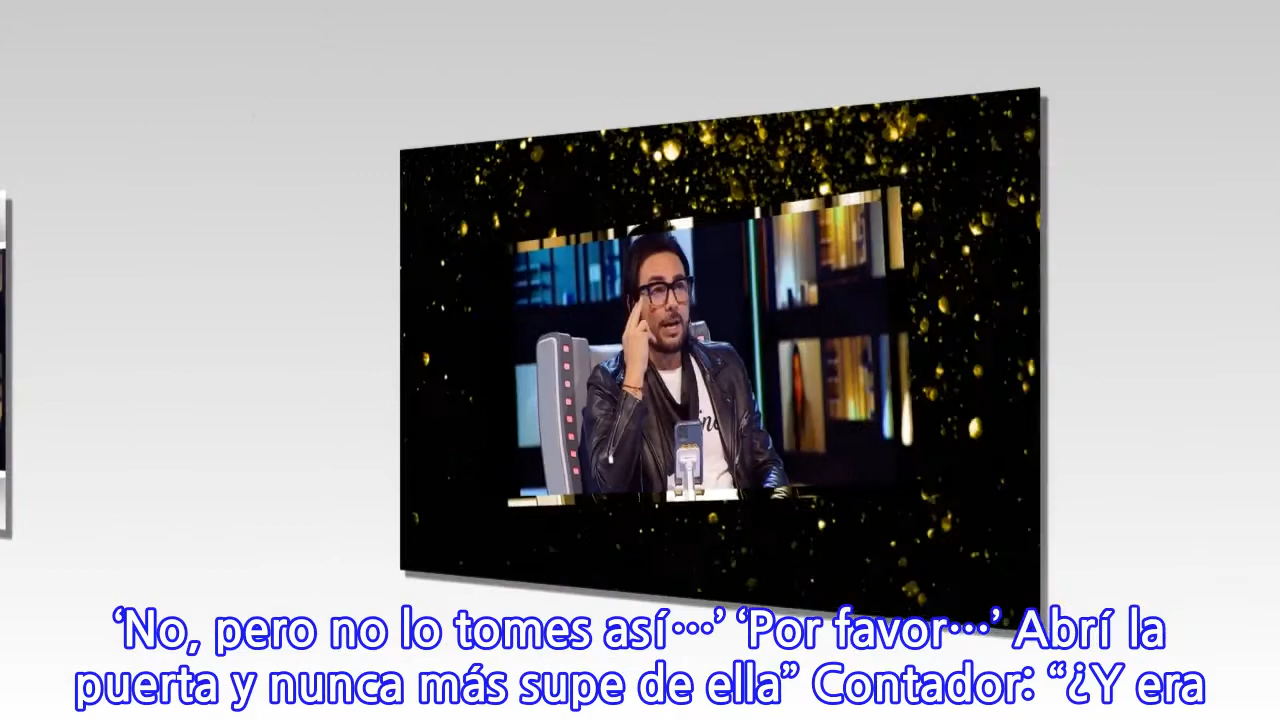 ‘No, pero no lo tomes así…’ ‘Por favor…’ Abrí la
puerta y nunca más supe de ella” Contador: “¿Y era